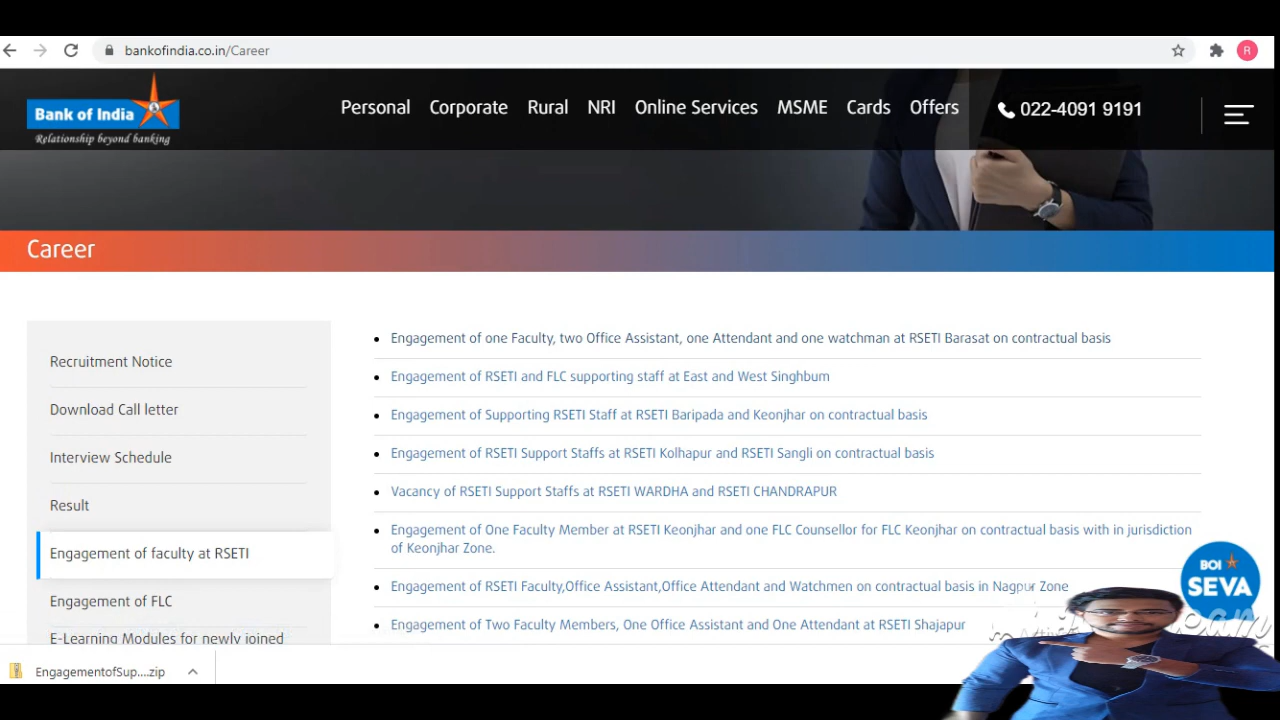 bankofindia.co.in/Career
R
Bank of India
Relationship beyond banking
Personal Corporate Rural NRI Online Services MSME Cards Offers 022-4091 9191
Career
Recruitment Notice
Download Call letter
Interview Schedule
Result
Engagement of faculty at RSETI
Engagement of FLC
E-Learning Modules for newly joined
Engagement of one Faculty, two Office Assistant, one Attendant and one watchman at RSETI Barasat on contractual basis
Engagement of RSETI and FLC supporting staff at East and West Singhbum
Engagement of Supporting RSETI Staff at RSETI Baripada and Keonjhar on contractual basis
Engagement of RSETI Support Staffs at RSETI Kolhapur and RSETI Sangli on contractual basis
Vacancy of RSETI Support Staffs at RSETI WARDHA and RSETI CHANDRAPUR
Engagement of One Faculty Member at RSETI Keonjhar and one FLC Counsellor for FLC Keonjhar on contractual basis with in jurisdiction
of Keonjhar Zone.
Engagement of RSETI Faculty,Office Assistant,Office Attendant and Watchmen on contractual basis in Nagpur Zone
Engagement of Two Faculty Members, One Office Assistant and One Attendant at RSETI Shajapur
BOI
SEVA
EngagementofSup....zip